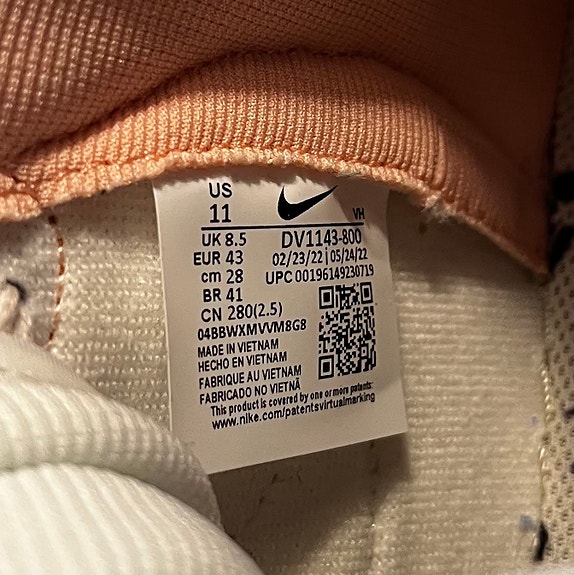 US
11
VH
UK 8.5
EUR 43
cm 28
BR 41
CN 280(2.5)
DV1143-800
02/23/22 | 05/24/22
UPC 00196149230719
04BBWXMVVM8G8
MADE IN VIETNAM
HECHO EN VIETNAM
FABRIQUE AU VIETNAM
FABRICADO NO VIETNÃ
This product is covered by one or more patents:
www.nike.com/patentsvirtualmarking